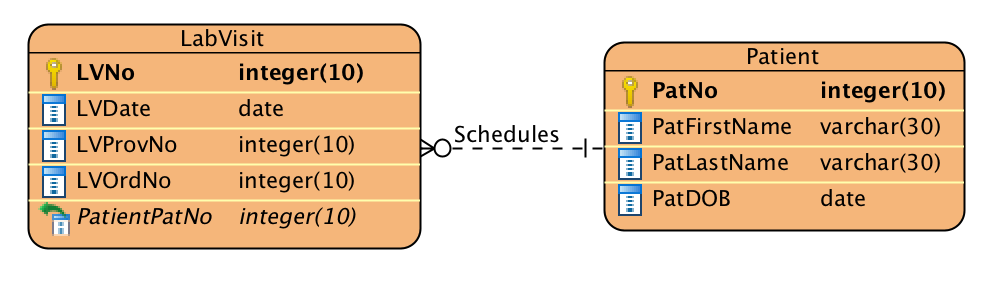 LabVisit
LVNo integer(10)
LVDate date
LVProvNo integer(10)
LVOrdNo integer(10)
PatientPatNo integer(10)
Schedules
Patient
PatNo integer(10)
PatFirstName varchar(30)
PatLastName varchar(30)
PatDOB date